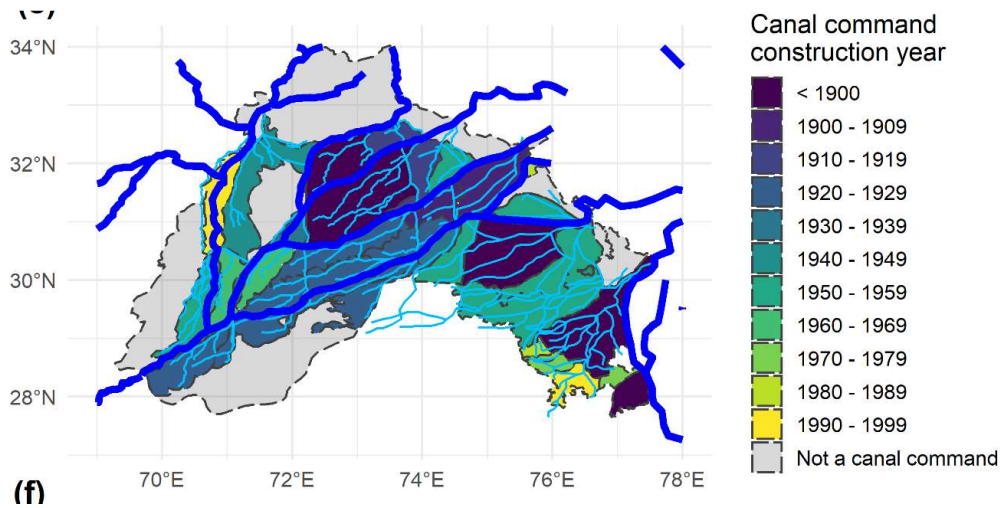 34°N
32°N
30°N
28°N
70°E
72°E
74°E
76°E
78°E
Canal command
construction year
< 1900
1900 - 1909
1910 - 1919
1920 - 1929
1930 - 1939
1940 - 1949
1950 - 1959
1960 - 1969
1970 - 1979
1980 - 1989
1990 - 1999
Not a canal command
(f)